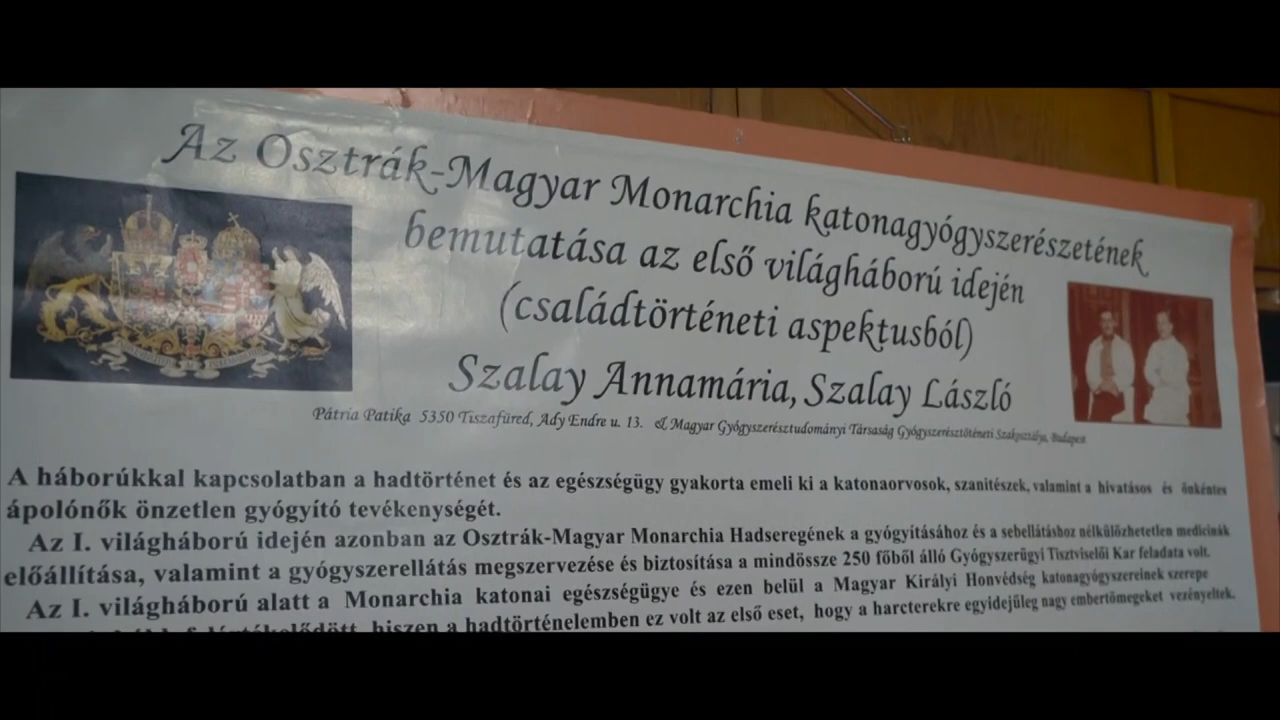 Az Osztrák-Magyar Monarchia katonagyógyszerészetének
bemutatása az első világháború idején
(családtörténeti aspektusból)
Szalay Annamária, Szalay László
Pátria Patika 5350 Tiszafüred, Ady Endre u. 13. & Magyar Gyógyszerésztudományi Társaság Gyógyszerésztörténeti Szakosztálya, Budapest
A háborúkkal kapcsolatban a hadtörténet és az egészségügy gyakorta emeli ki a katonaorvosok, szanitészek, valamint a hivatásos és önkéntes
ápolónők önzetlen gyógyító tevékenységét.
Az I. világháború idején azonban az Osztrák-Magyar Monarchia Hadseregének a gyógyításához és a sebellátáshoz nélkülözhetetlen medicinák
előállítása, valamint a gyógyszerellátás megszervezése és biztosítása a mindössze 250 főből álló Gyógyszerügyi Tisztviselői Kar feladata volt.
Az I. világháború alatt a Monarchia katonai egészségügye és ezen belül a Magyar Királyi Honvédség katonagyógyszereinek szerepe
hiszen a hadtörténelemben ez volt az első eset, hogy a harcterekre egyidejűleg nagy embertömegeket vezényeltek.